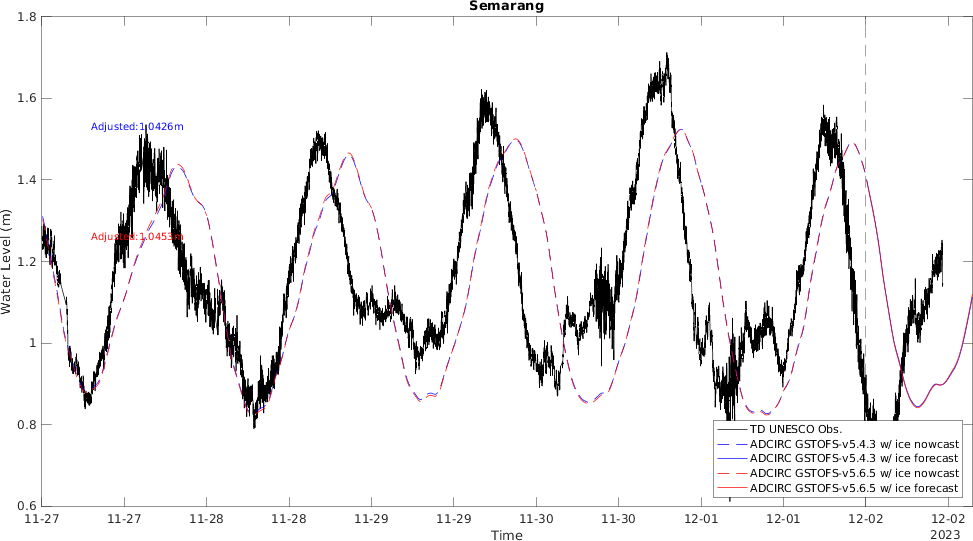 Semarang
Water Level (m)
1.8
1.6
1.4
1.2
1
0.8
0.6
Adjusted:1.0426m
Adjusted:1.0453m
TD UNESCO Obs.
ADCIRC GSTOFS-v5.4.3 w/ ice nowcast
ADCIRC GSTOFS-v5.4.3 w/ ice forecast
ADCIRC GSTOFS-v5.6.5 w/ ice nowcast
ADCIRC GSTOFS-v5.6.5 w/ ice forecast
11-27 11-27 11-28 11-28 11-29 11-29 11-30 11-30 12-01 12-01 12-02 12-02
Time
2023